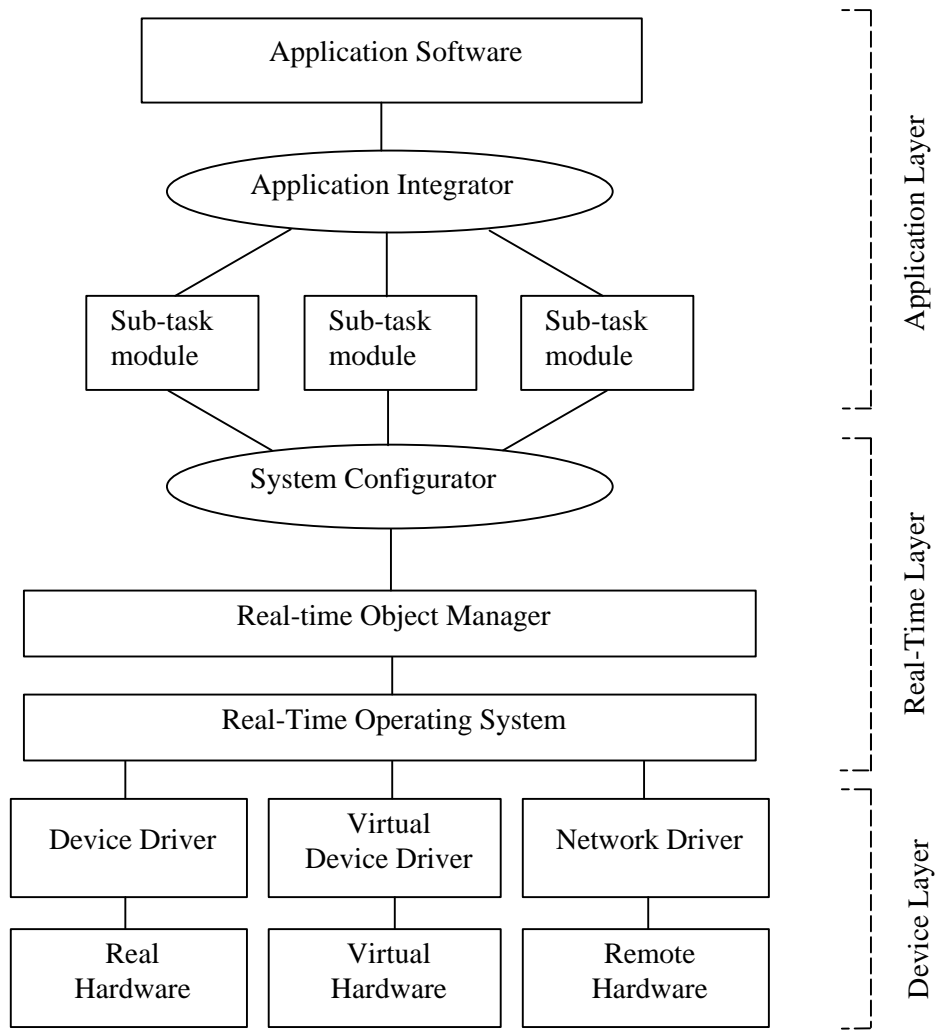 Application Software
Application Integrator
Sub-task
module
Sub-task
module
Sub-task
module
System Configurator
Real-time Object Manager
Real-Time Operating System
Device Driver
Virtual
Device Driver
Network Driver
Real
Hardware
Virtual
Hardware
Remote
Hardware
Application Layer
Real-Time Layer
Device Layer